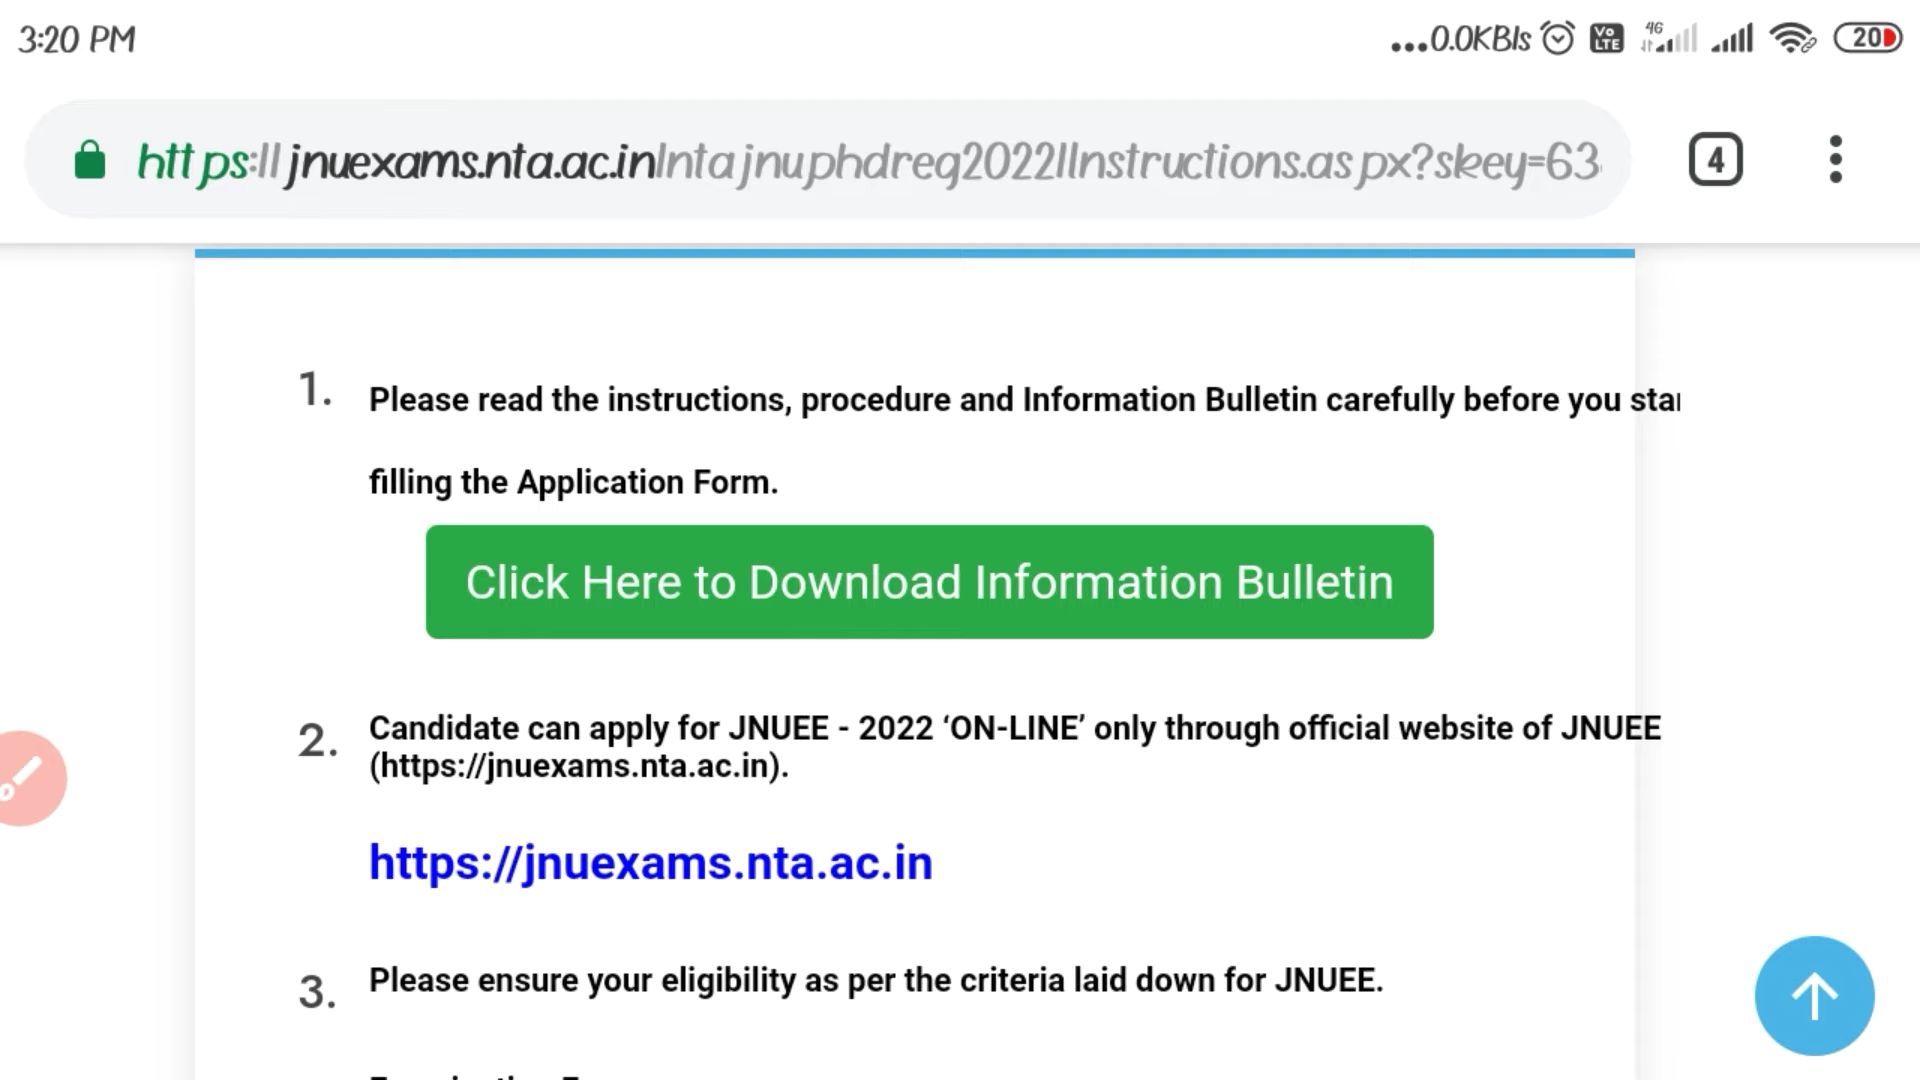 3:20 PM
...0.0KB/s
Vo LTE
4G
20
https://jnuexams.nta.ac.in/ntajnuphdreg2022/Instructions.aspx?skey=63
4
1. Please read the instructions, procedure and Information Bulletin carefully before you star
filling the Application Form.
Click Here to Download Information Bulletin
2. Candidate can apply for JNUEE - 2022 ‘ON-LINE’ only through official website of JNUEE
(https://jnuexams.nta.ac.in).
https://jnuexams.nta.ac.in
3. Please ensure your eligibility as per the criteria laid down for JNUEE.